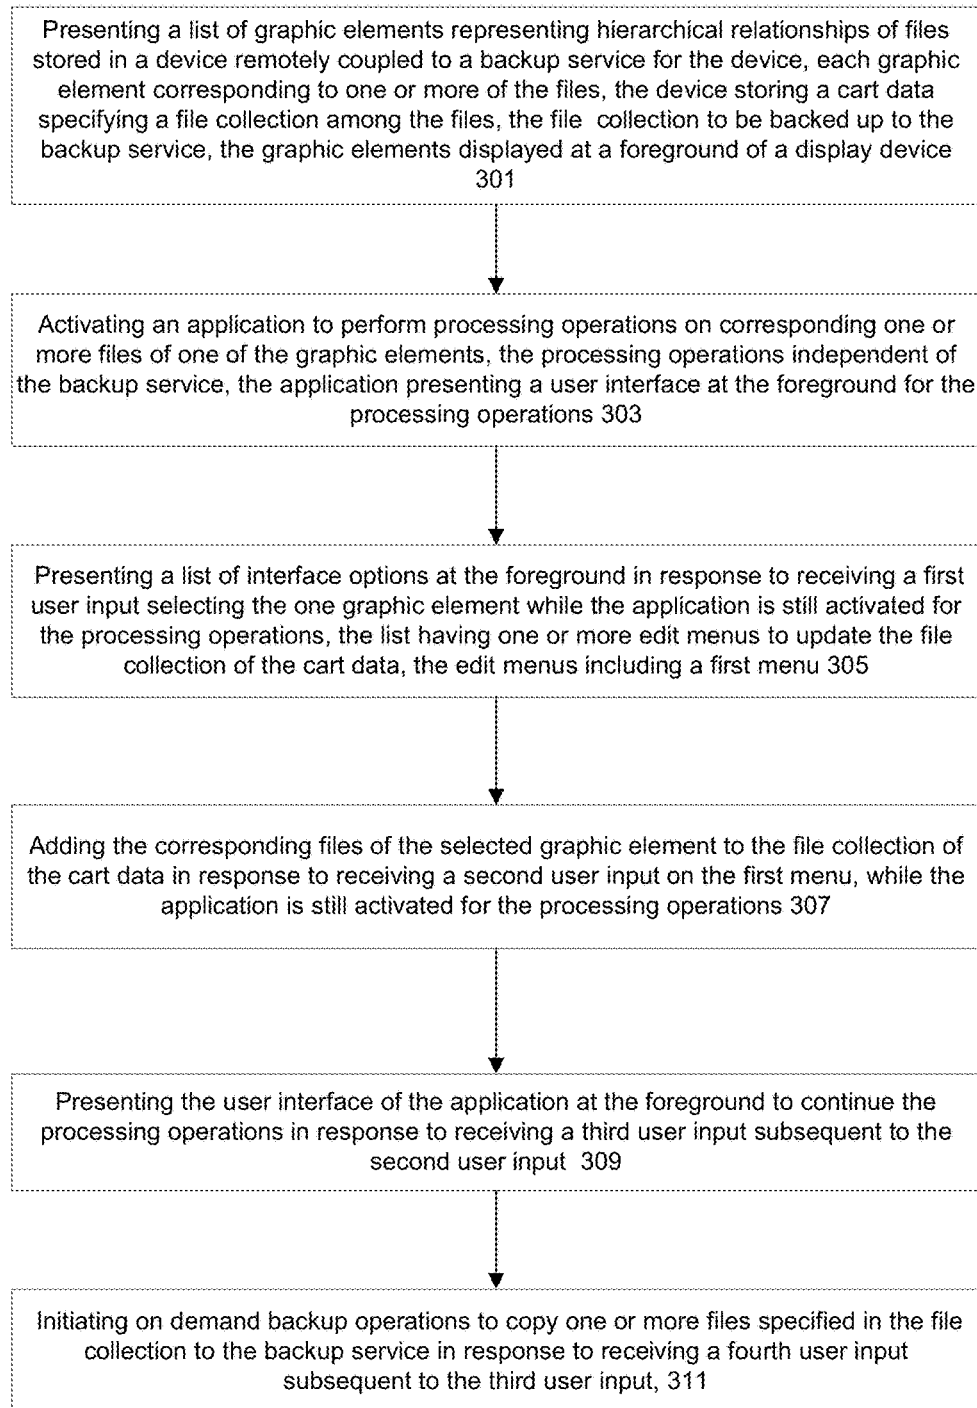 Presenting a list of graphic elements representing hierarchical relationships of files
stored in a device remotely coupled to a backup service for the device, each graphic
element corresponding to one or more of the files, the device storing a cart data
specifying a file collection among the files, the file collection to be backed up to the
backup service, the graphic elements displayed at a foreground of a display device
301
Activating an application to perform processing operations on corresponding one or
more files of one of the graphic elements, the processing operations independent of
the backup service, the application presenting a user interface at the foreground for the
processing operations 303
Presenting a list of interface options at the foreground in response to receiving a first
user input selecting the one graphic element while the application is still activated for
the processing operations, the list having one or more edit menus to update the file
collection of the cart data, the edit menus including a first menu 305
Adding the corresponding files of the selected graphic element to the file collection of
the cart data in response to receiving a second user input on the first menu, while the
application is still activated for the processing operations 307
Presenting the user interface of the application at the foreground to continue the
processing operations in response to receiving a third user input subsequent to the
second user input 309
Initiating on demand backup operations to copy one or more files specified in the file
collection to the backup service in response to receiving a fourth user input
subsequent to the third user input, 311